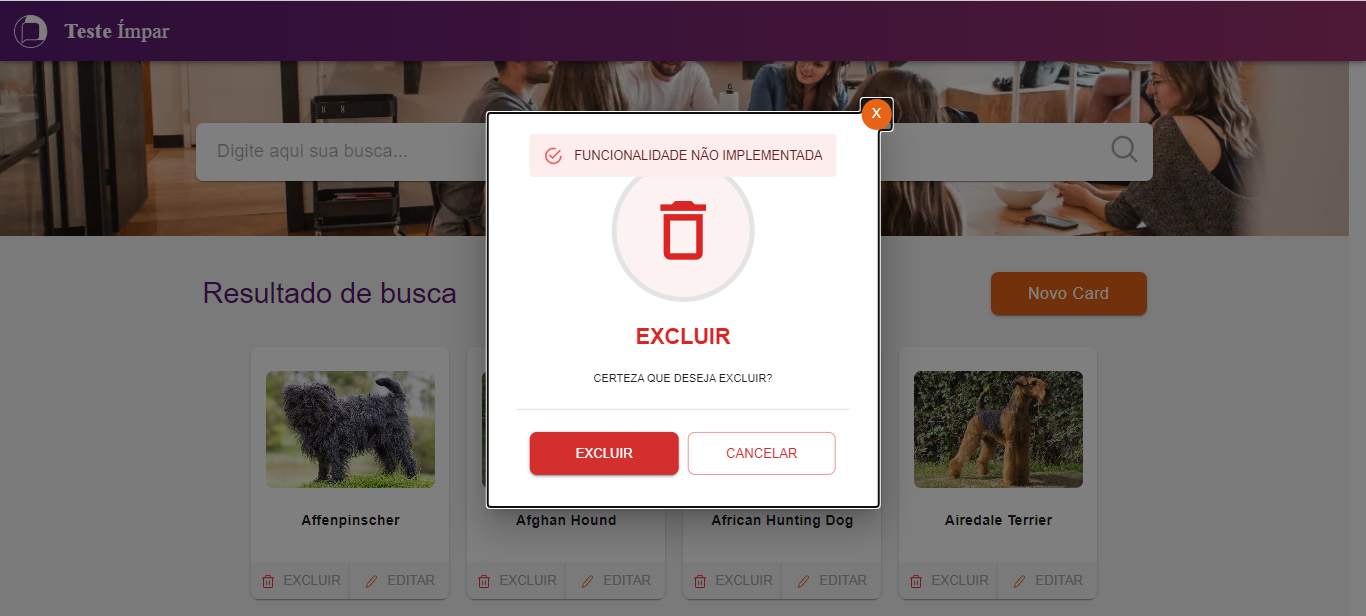 Teste Ímpar
X
Digite aqui sua busca...
FUNCIONALIDADE NÃO IMPLEMENTADA
Resultado de busca
Novo Card
EXCLUIR
CERTEZA QUE DESEJA EXCLUIR?
EXCLUIR CANCELAR
Affenpinscher
Afghan Hound
African Hunting Dog
Airedale Terrier
EXCLUIR EDITAR
EXCLUIR EDITAR
EXCLUIR EDITAR
EXCLUIR EDITAR